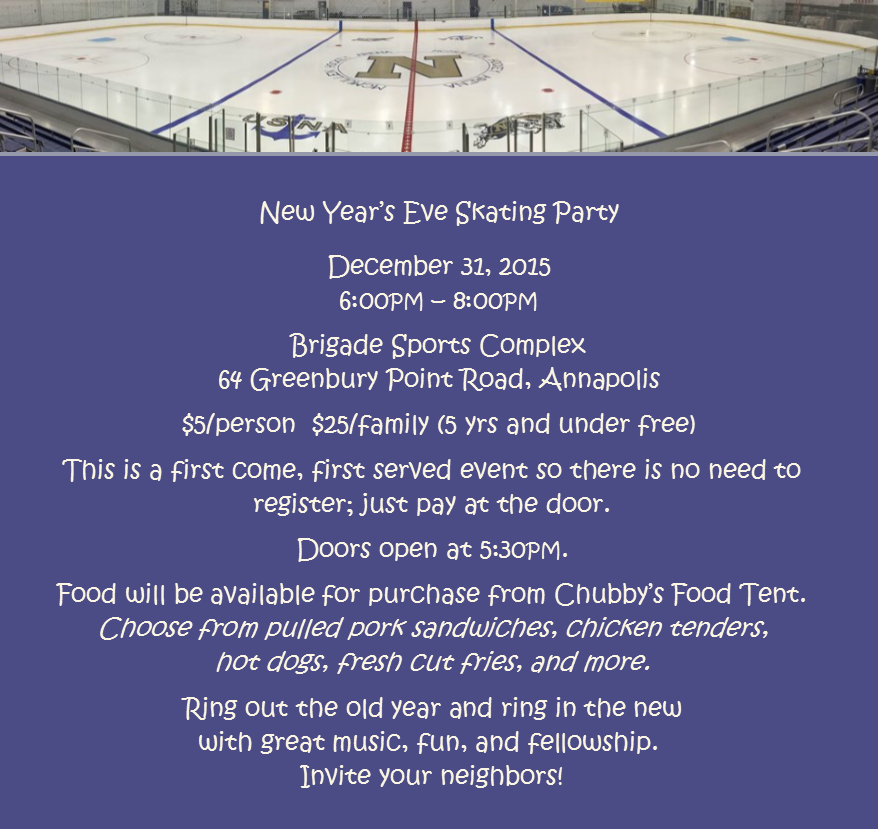 N
New Year's Eve Skating Party
December 31, 2015
6:00PM – 8:00PM
Brigade Sports Complex
64 Greenbury Point Road, Annapolis
$5/person  $25/family (5 yrs and under free)
This is a first come, first served event so there is no need to
register; just pay at the door.
Doors open at 5:30PM.
Food will be available for purchase from Chubby's Food Tent.
Choose from pulled pork sandwiches, chicken tenders,
hot dogs, fresh cut fries, and more.
Ring out the old year and ring in the new
with great music, fun, and fellowship.
Invite your neighbors!